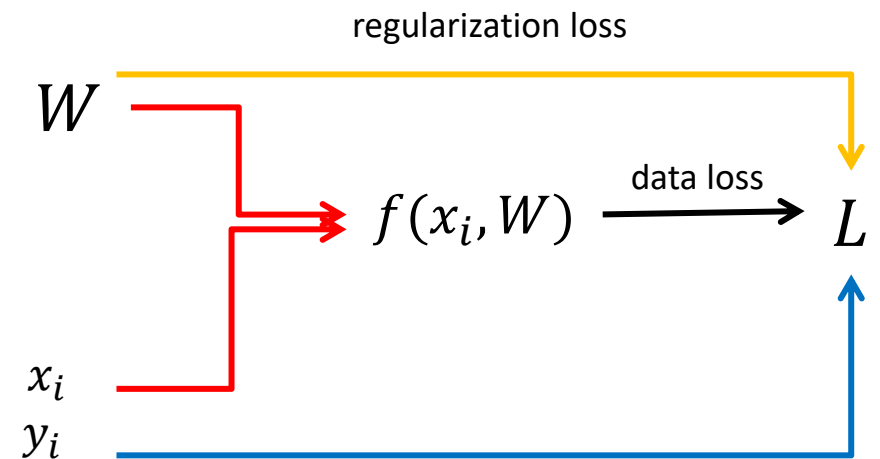 regularization loss
W
data loss
f(x_i, W)
L
x_i
y_i